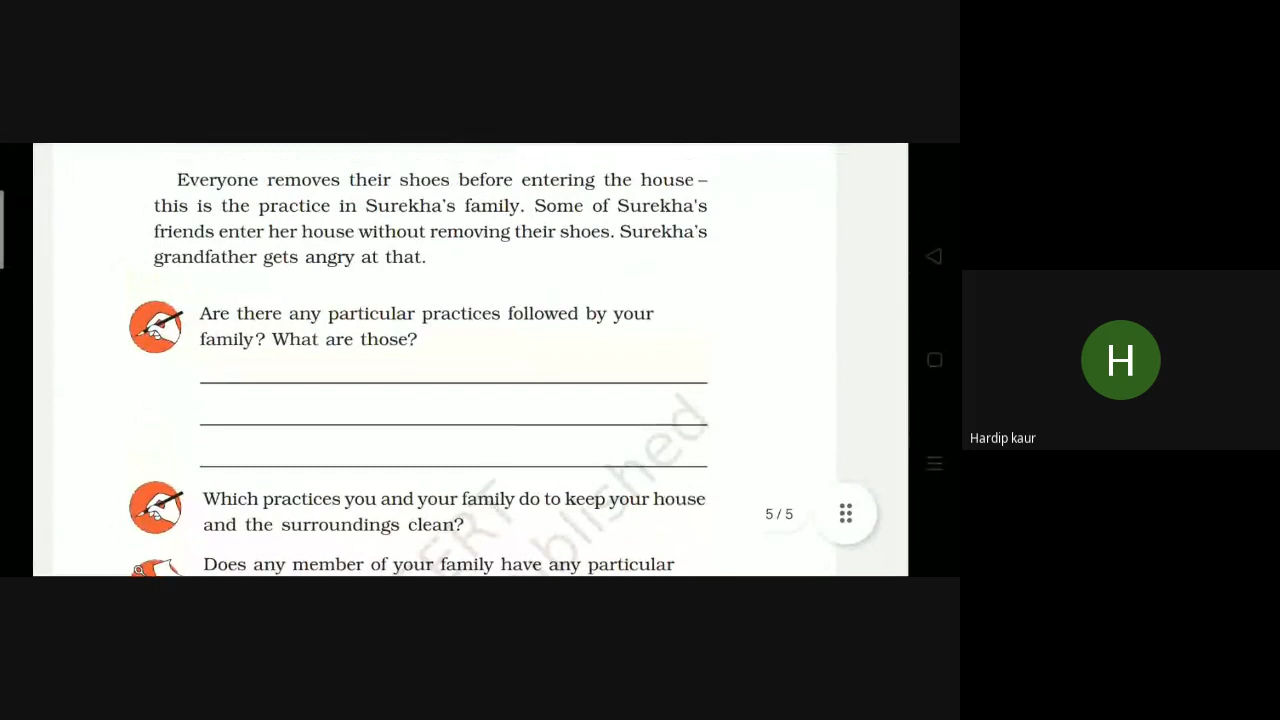 Everyone removes their shoes before entering the house –
this is the practice in Surekha’s family. Some of Surekha's
friends enter her house without removing their shoes. Surekha’s
grandfather gets angry at that.
Are there any particular practices followed by your
family? What are those?
Which practices you and your family do to keep your house
and the surroundings clean?
5 / 5
Does any member of your family have any particular
H
Hardip kaur